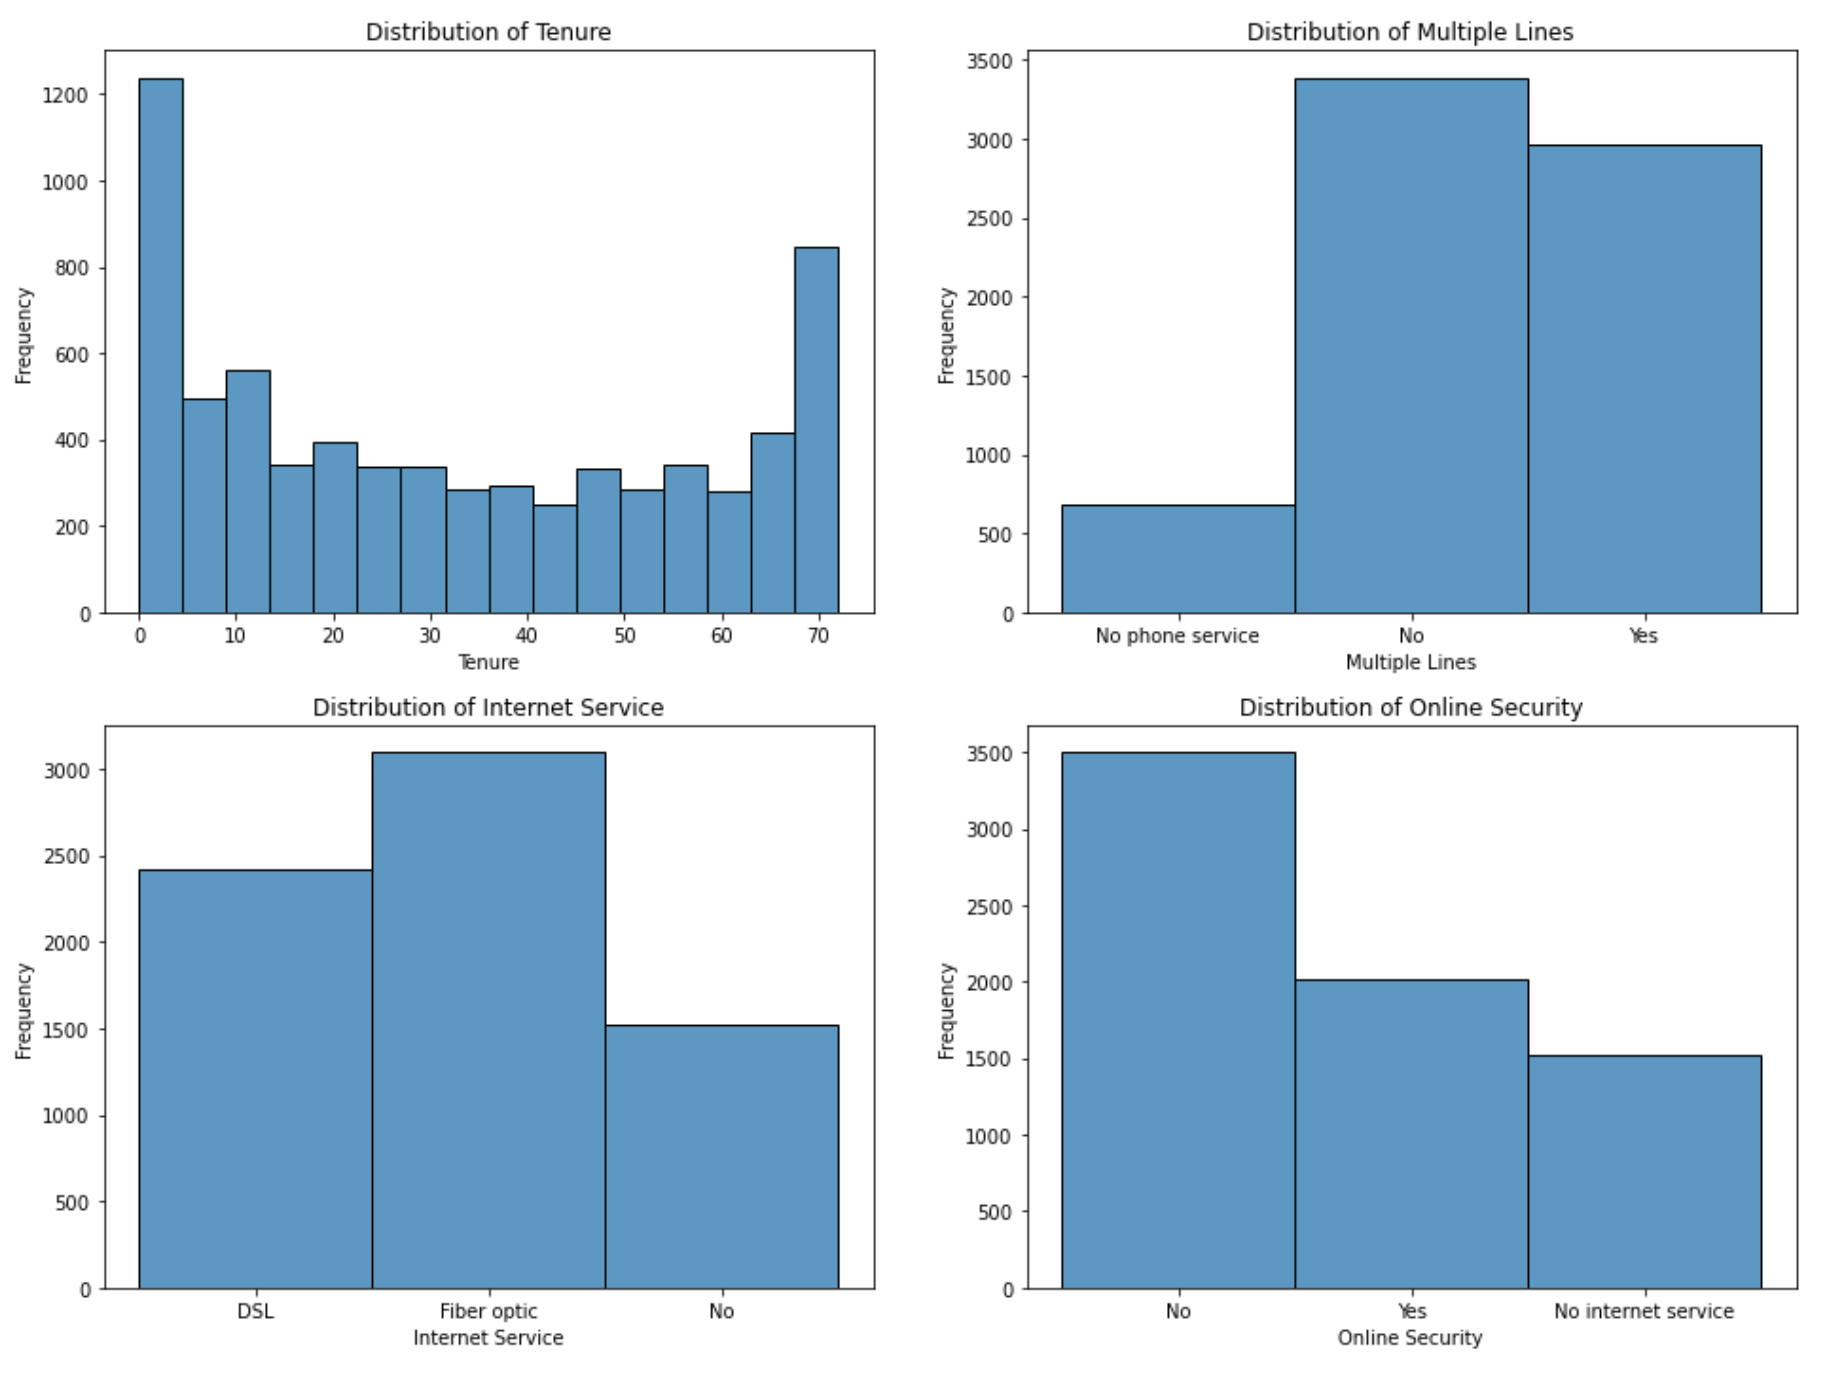 Distribution of Tenure
1200
1000
800
600
400
200
0
Frequency
0 10 20 30 40 50 60 70
Tenure
Distribution of Multiple Lines
3500
3000
2500
2000
1500
1000
500
0
Frequency
No phone service No Yes
Multiple Lines
Distribution of Internet Service
3000
2500
2000
1500
1000
500
0
Frequency
DSL Fiber optic No
Internet Service
Distribution of Online Security
3500
3000
2500
2000
1500
1000
500
0
Frequency
No Yes No internet service
Online Security